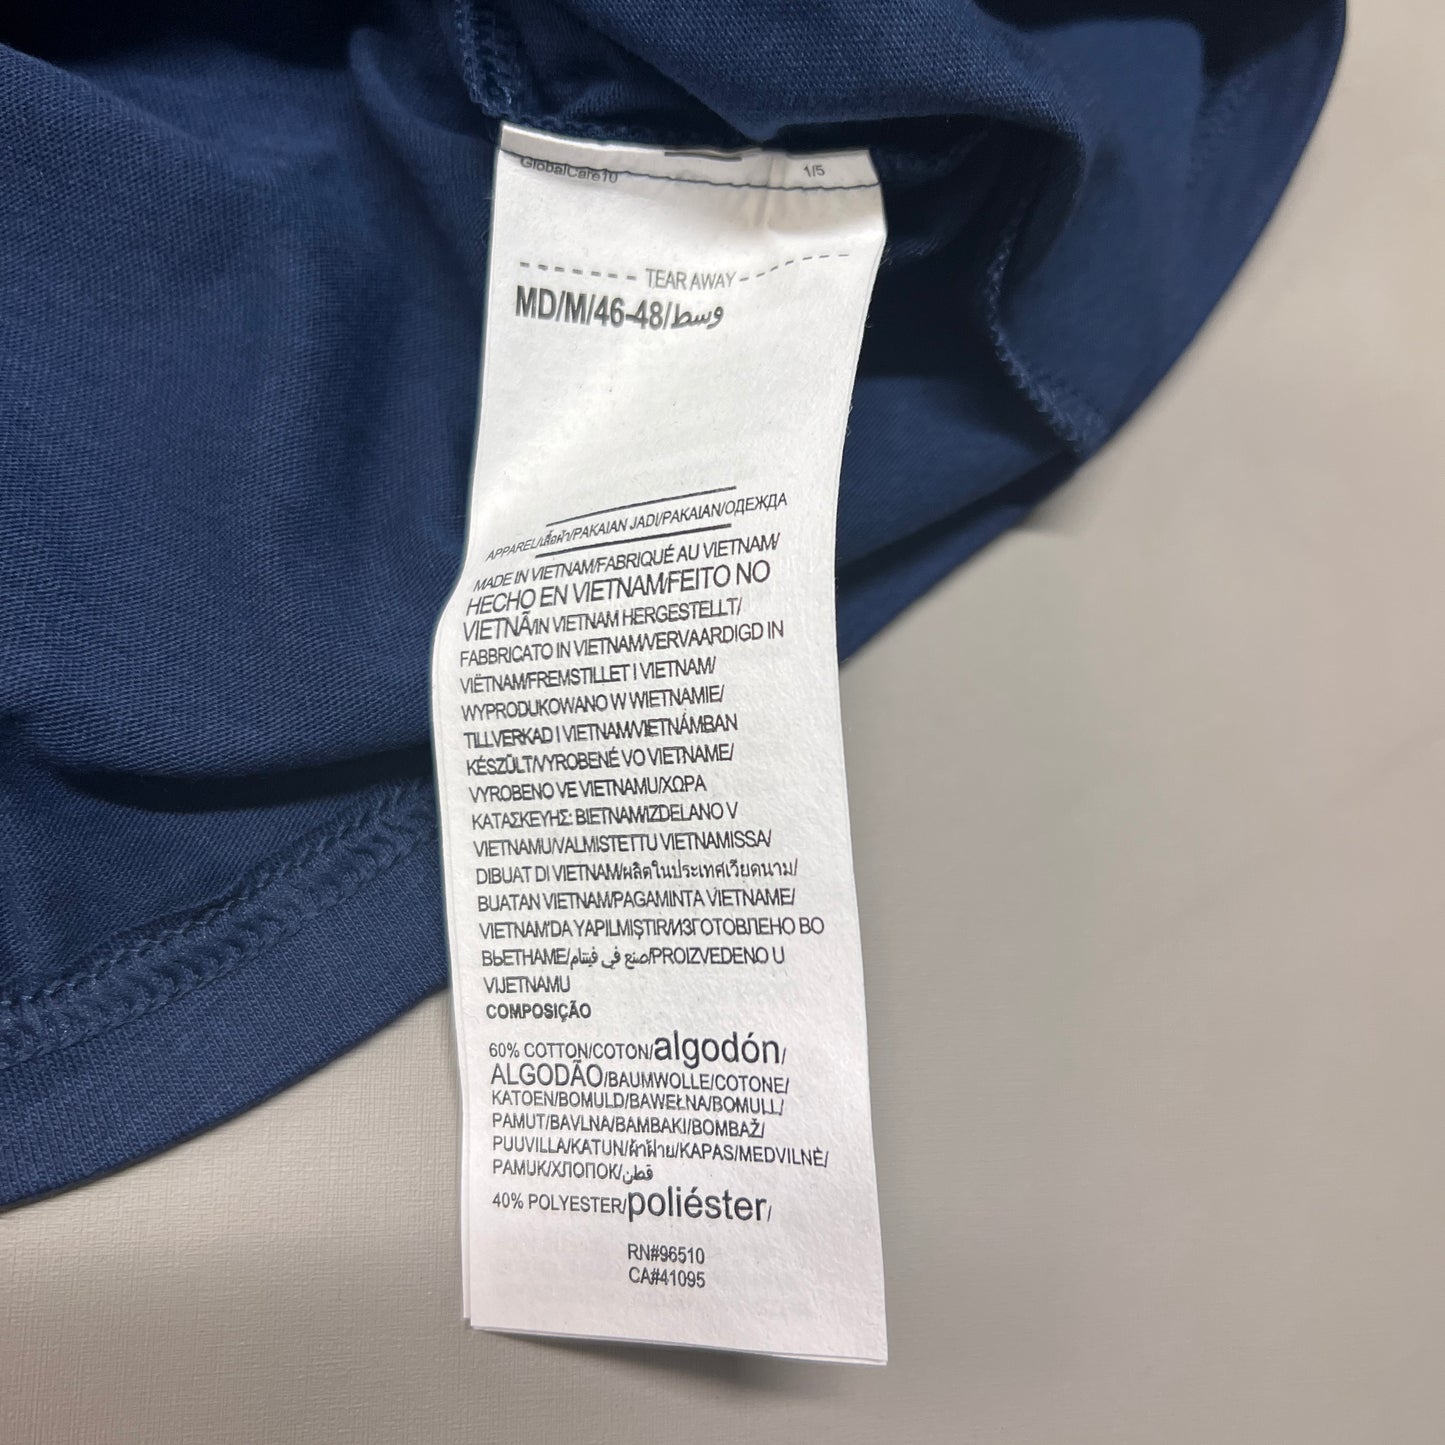 GlobalCare10 1/5
TEAR AWAY
MD/M/46-48/وسط
APPAREL/เสื้อผ้า/PAKAIAN JADI/PAKAIAN/ОДЕЖДА
MADE IN VIETNAM/FABRIQUÉ AU VIETNAM/
HECHO EN VIETNAM/FEITO NO
VIETNÃ/IN VIETNAM HERGESTELLT/
FABBRICATO IN VIETNAM/VERVAARDIGD IN
VIËTNAM/FREMSTILLET I VIETNAM/
WYPRODUKOWANO W WIETNAMIE/
TILLVERKAD I VIETNAM/VIETNÁMBAN
KÉSZÜLT/VYROBENÉ VO VIETNAME/
VYROBENO VE VIETNAMU/ΧΩΡΑ
ΚΑΤΑΣΚΕΥΗΣ: ΒΙΕΤΝΑΜ/IZDELANO V
VIETNAMU/VALMISTETTU VIETNAMISSA/
DIBUAT DI VIETNAM/ผลิตในประเทศเวียดนาม/
BUATAN VIETNAM/PAGAMINTA VIETNAME/
VIETNAM'DA YAPILMIŞTIR/ИЗГОТОВЛЕНО ВО
ВЬЕТНАМЕ/صنع في فيتنام/PROIZVEDENO U
VIJETNAMU
COMPOSIÇÃO
60% COTTON/COTON/algodón/
ALGODÃO/BAUMWOLLE/COTONE/
KATOEN/BOMULD/BAWEŁNA/BOMULL/
PAMUT/BAVLNA/ΒΑΜΒΑΚΙ/BOMBAŽ/
PUUVILLA/KATUN/ผ้าฝ้าย/KAPAS/MEDVILNĖ/
PAMUK/ХЛОПОК/قطن
40% POLYESTER/poliéster/
RN#96510
CA#41095